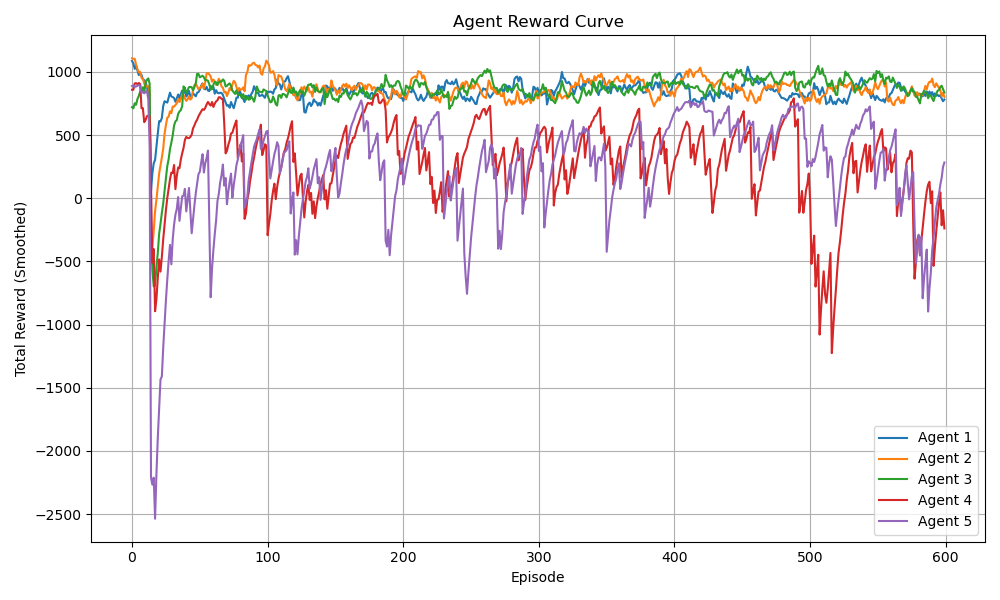 Agent Reward Curve
Total Reward (Smoothed)
1000
500
0
−500
−1000
−1500
−2000
−2500
0 100 200 300 400 500 600
Episode
Agent 1
Agent 2
Agent 3
Agent 4
Agent 5